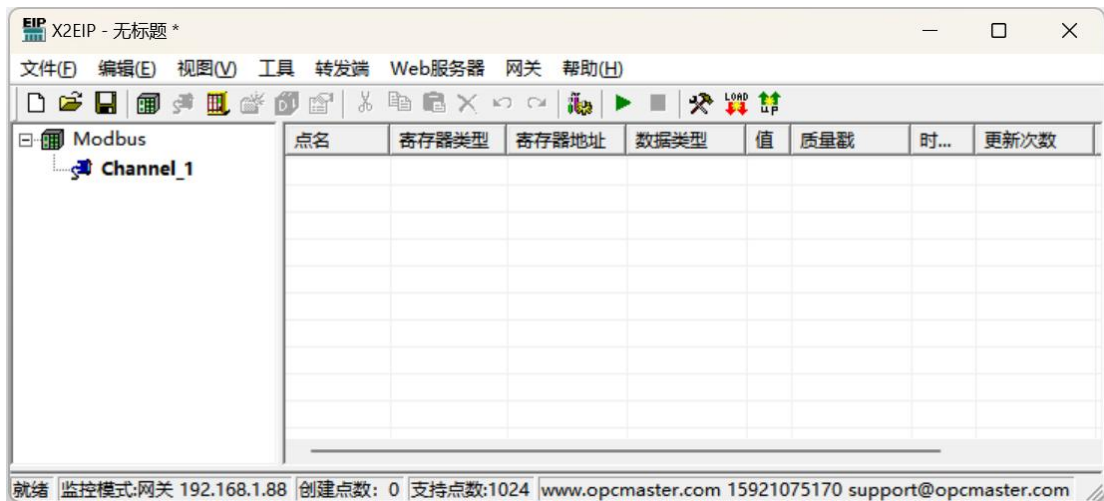 EIP X2EIP - 无标题 *
文件(F) 编辑(E) 视图(V) 工具 转发端 Web服务器 网关 帮助(H)
LOAD UP
Modbus 点名 寄存器类型 寄存器地址 数据类型 值 质量戳 时... 更新次数
Channel_1
就绪 监控模式:网关 192.168.1.88 创建点数: 0 支持点数:1024 www.opcmaster.com 15921075170 support@opcmaster.com